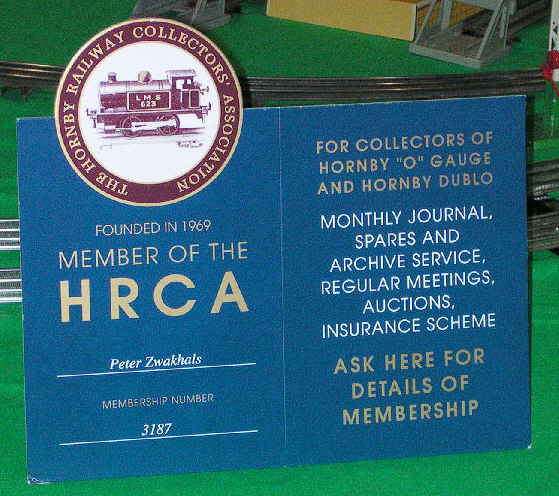 THE HORNBY RAILWAY COLLECTORS' ASSOCIATION
L M S
623
FOUNDED IN 1969
MEMBER OF THE
HRCA
Peter Zwakhals
MEMBERSHIP NUMBER
3187
FOR COLLECTORS OF
HORNBY "O" GAUGE
AND HORNBY DUBLO
MONTHLY JOURNAL,
SPARES AND
ARCHIVE SERVICE,
REGULAR MEETINGS,
AUCTIONS,
INSURANCE SCHEME
ASK HERE FOR
DETAILS OF
MEMBERSHIP